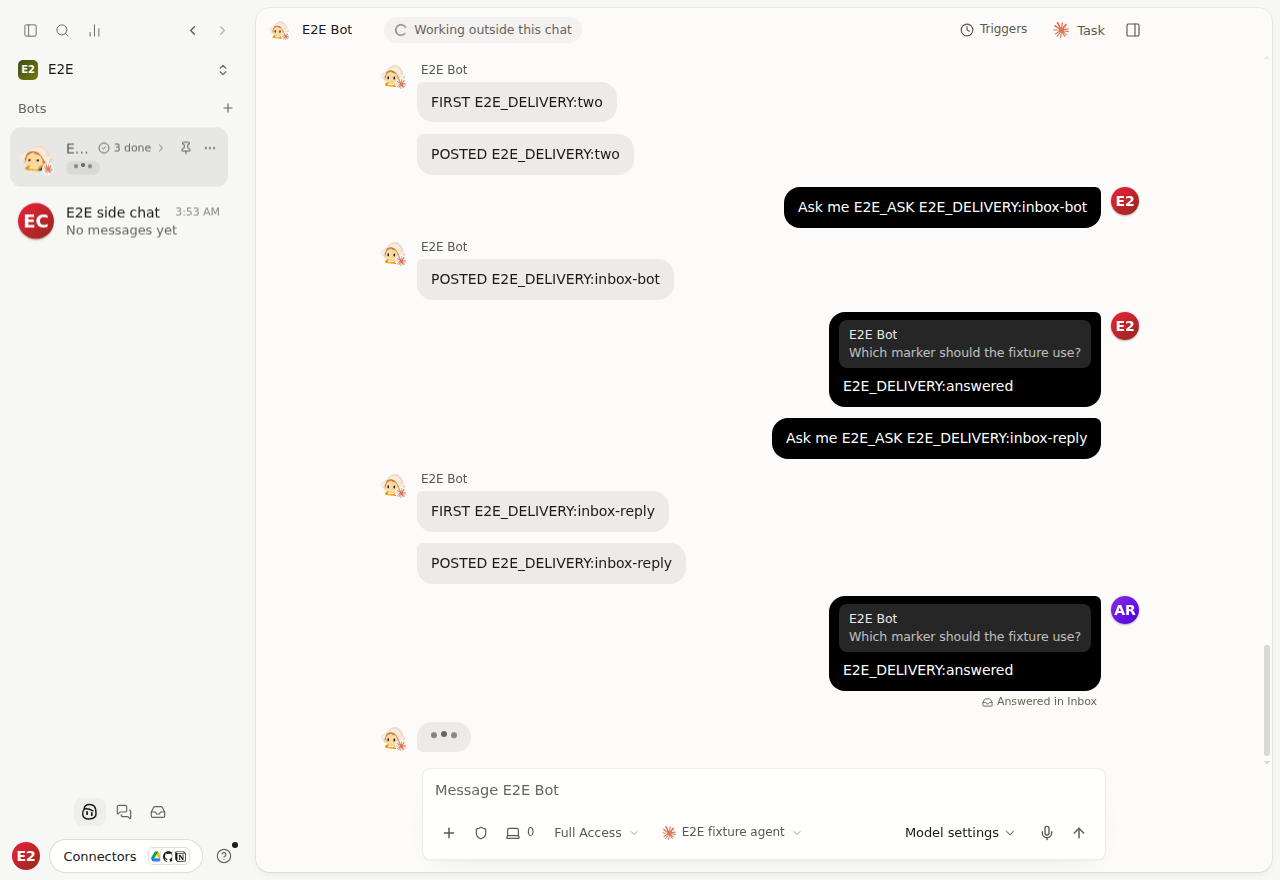 E2E Bot
Working outside this chat
Triggers
Task
E2
E2E
Bots
E...
3 done
EC
E2E side chat
3:53 AM
No messages yet
E2E Bot
FIRST E2E_DELIVERY:two
POSTED E2E_DELIVERY:two
Ask me E2E_ASK E2E_DELIVERY:inbox-bot
E2
E2E Bot
POSTED E2E_DELIVERY:inbox-bot
E2E Bot
Which marker should the fixture use?
E2E_DELIVERY:answered
E2
Ask me E2E_ASK E2E_DELIVERY:inbox-reply
E2E Bot
FIRST E2E_DELIVERY:inbox-reply
POSTED E2E_DELIVERY:inbox-reply
E2E Bot
Which marker should the fixture use?
E2E_DELIVERY:answered
AR
Answered in Inbox
Message E2E Bot
0
Full Access
E2E fixture agent
Model settings
E2
Connectors